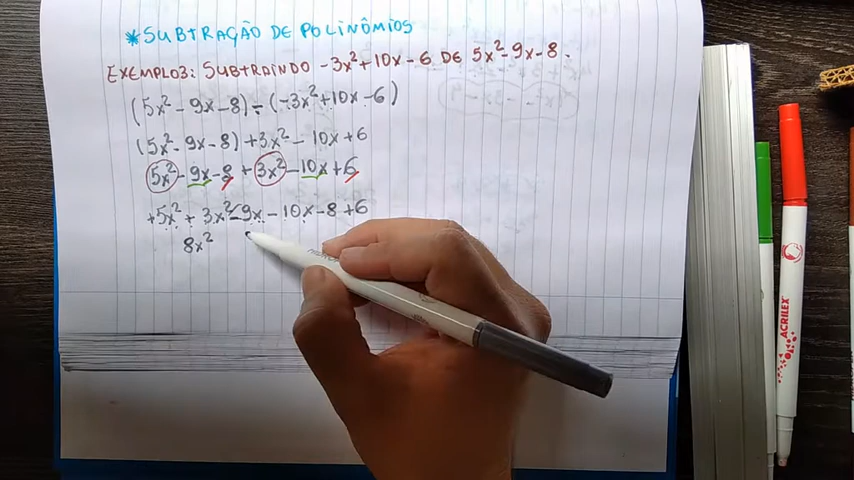 *SUBTRAÇÃO DE POLINÔMIOS
EXEMPLO3: SUBTRAINDO -3x²+10x-6 DE 5x²-9x-8.
(5x²-9x-8)-(-3x²+10x-6)
(5x²-9x-8)+3x²-10x+6
5x²-9x-8+3x²-10x+6
+5x²+3x²-9x-10x-8+6
8x²
ACRILEX